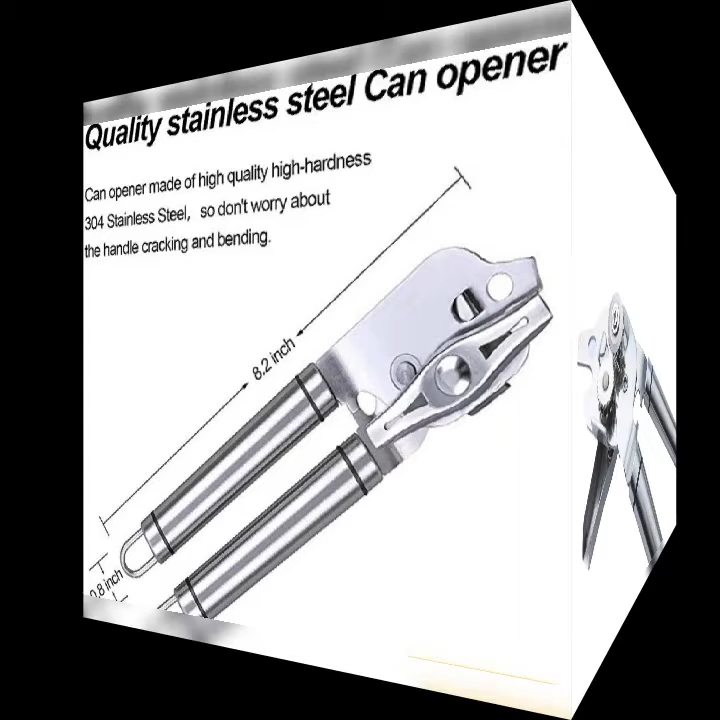 Quality stainless steel Can opener
Can opener made of high quality high-hardness
304 Stainless Steel, so don't worry about
the handle cracking and bending.
8.2 inch
0.8 inch